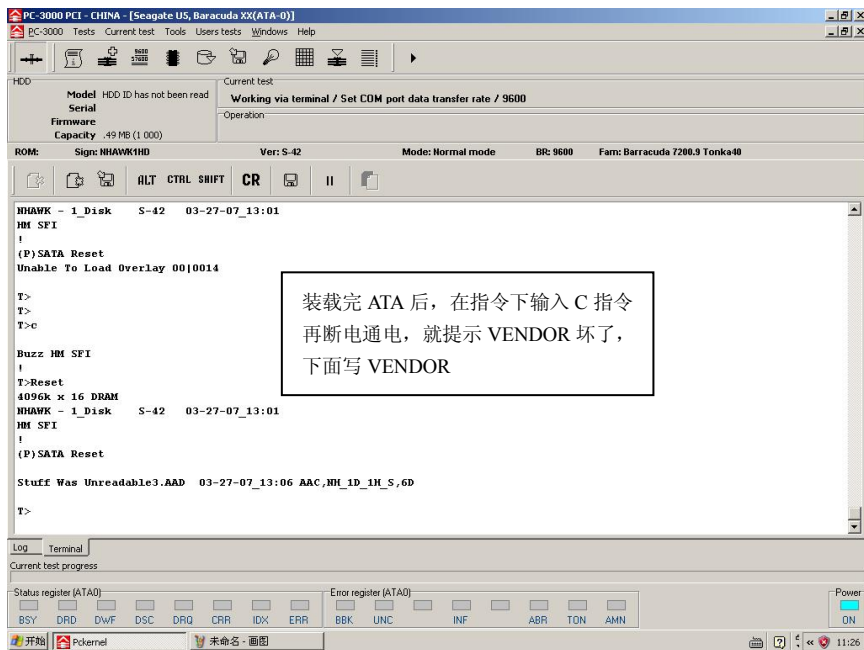 PC-3000 PCI - CHINA - [Seagate U5, Baracuda XX(ATA-0)]
PC-3000 Tests Current test Tools Users tests Windows Help
9600
57600
HDD
Model HDD ID has not been read
Serial
Firmware
Capacity .49 MB (1 000)
Current test
Working via terminal / Set COM port data transfer rate / 9600
Operation
ROM: Sign: NHAWK1HD Ver: S-42 Mode: Normal mode BR: 9600 Fam: Barracuda 7200.9 Tonka40
ALT CTRL SHIFT CR
NHAWK - 1_Disk S-42 03-27-07_13:01
HM SFI
!
(P)SATA Reset
Unable To Load Overlay 00|0014
T>
T>
T>c
Buzz HM SFI
!
T>Reset
4096k x 16 DRAM
NHAWK - 1_Disk S-42 03-27-07_13:01
HM SFI
!
(P)SATA Reset
Stuff Was Unreadable3.AAD 03-27-07_13:06 AAC,NH_1D_1H_S,6D
T>
装载完 ATA 后，在指令下输入 C 指令
再断电通电，就提示 VENDOR 坏了，
下面写 VENDOR
Log Terminal
Current test progress
Status register (ATA0) Error register (ATA0) Power
BSY DRD DWF DSC DRQ CRR IDX ERR BBK UNC INF ABR TON AMN ON
开始 Pckernel 未命名 - 画图 11:26